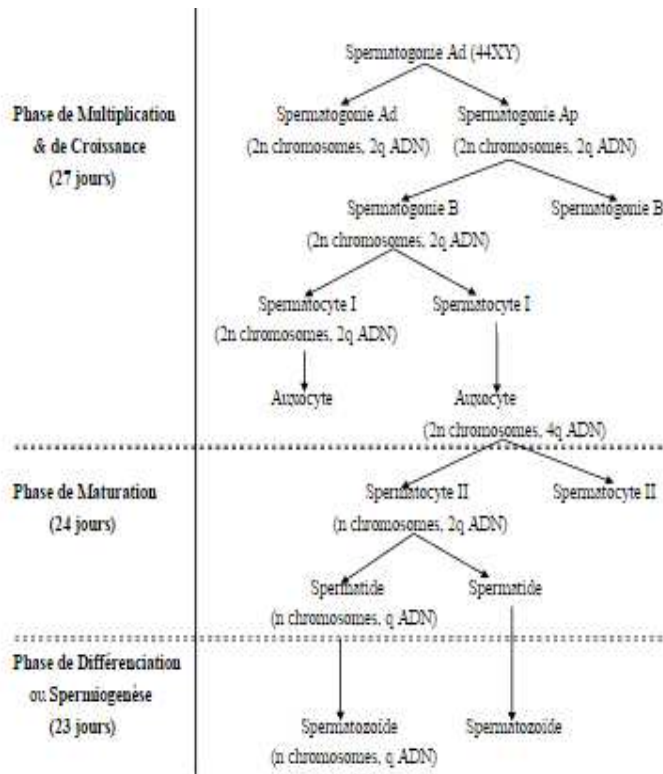 Spermatogonie Ad (44XY)
Phase de Multiplication
& de Croissance
(27 jours)
Spermatogonie Ad
Spermatogonie Ap
(2n chromosomes, 2q ADN)
(2n chromosomes, 2q ADN)
Spermatogonie B
Spermatogonie B
(2n chromosomes, 2q ADN)
Spermatocyte I
Spermatocyte I
(2n chromosomes, 2q ADN)
Auxocyte
Auxocyte
(2n chromosomes, 4q ADN)
Phase de Maturation
(24 jours)
Spermatocyte II
Spermatocyte II
(n chromosomes, 2q ADN)
Spermatide
Spermatide
(n chromosomes, q ADN)
Phase de Différenciation
ou Spermiogenèse
(23 jours)
Spermatozoïde
Spermatozoïde
(n chromosomes, q ADN)